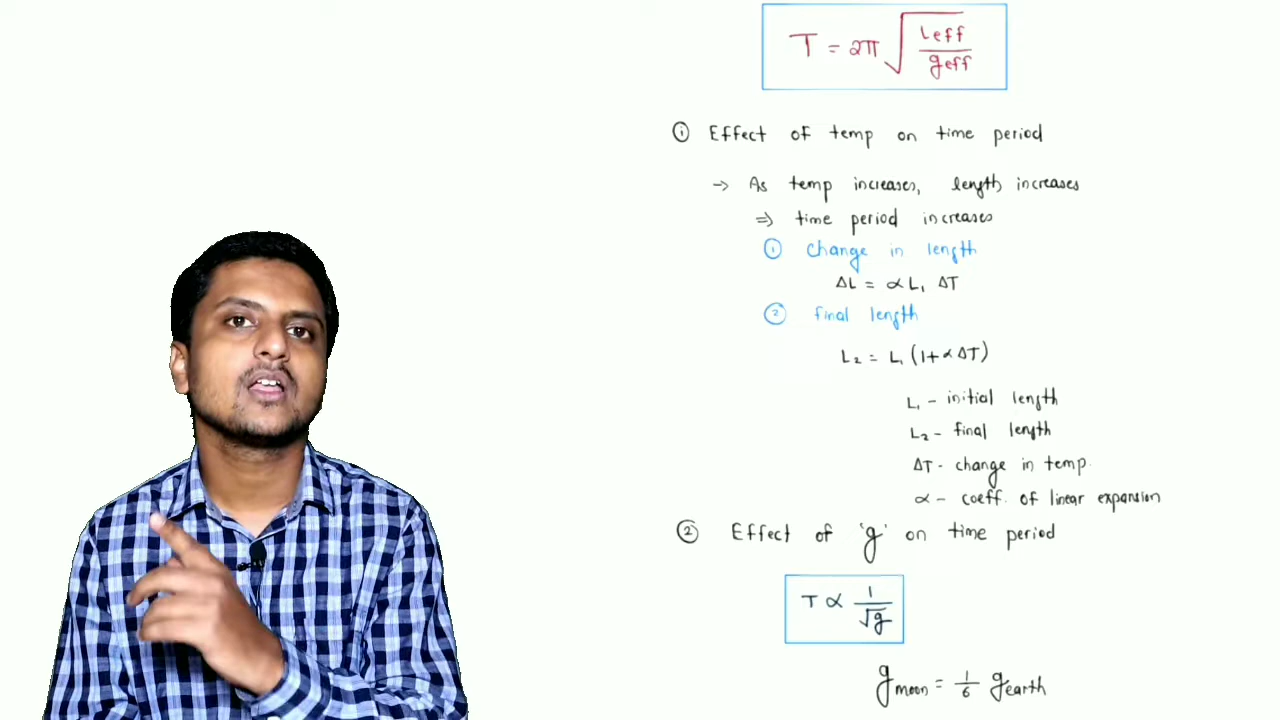 T = 2π √(Leff / geff)
① Effect of temp on time period
→ As temp increases, length increases
⇒ time period increases
① change in length
ΔL = αL₁ ΔT
② final length
L₂ = L₁ (1+αΔT)
L₁ – initial length
L₂ – final length
ΔT - change in temp.
α – coeff. of linear expansion
② Effect of 'g' on time period
T ∝ 1/√g
gmoon = 1/6 gearth